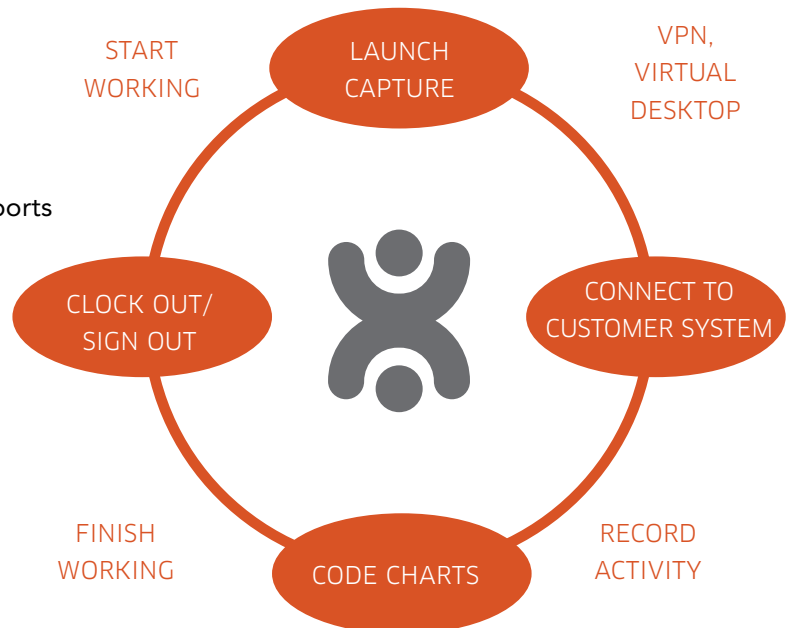 START
WORKING
LAUNCH
CAPTURE
VPN,
VIRTUAL
DESKTOP
CONNECT TO
CUSTOMER SYSTEM
RECORD
ACTIVITY
CODE CHARTS
FINISH
WORKING
CLOCK OUT/
SIGN OUT